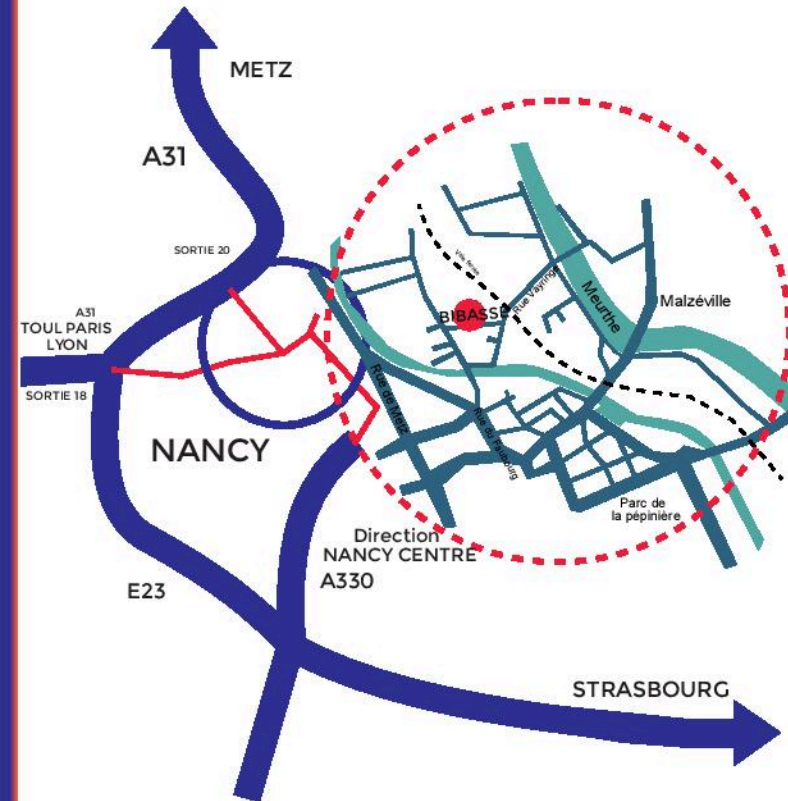 METZ
A31
SORTIE 20
A31
TOUL PARIS
LYON
SORTIE 18
NANCY
Direction
NANCY CENTRE
A330
E23
STRASBOURG
BIBASSE
Rue Vayringe
Meurthe
Malzéville
Rue de Metz
Rue du Faubourg
Parc de
la pépinière